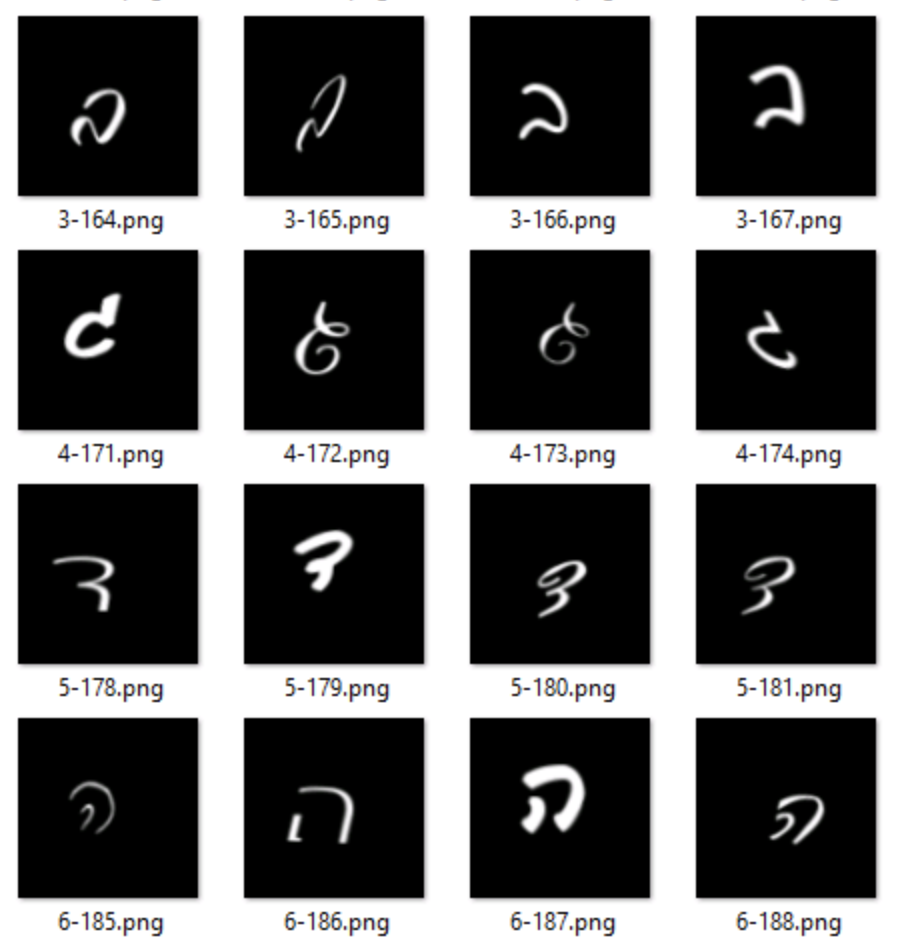 ב ב ב ב
3-164.png 3-165.png 3-166.png 3-167.png
ג ג ג ג
4-171.png 4-172.png 4-173.png 4-174.png
ד ד ד ד
5-178.png 5-179.png 5-180.png 5-181.png
ה ה ה ה
6-185.png 6-186.png 6-187.png 6-188.png